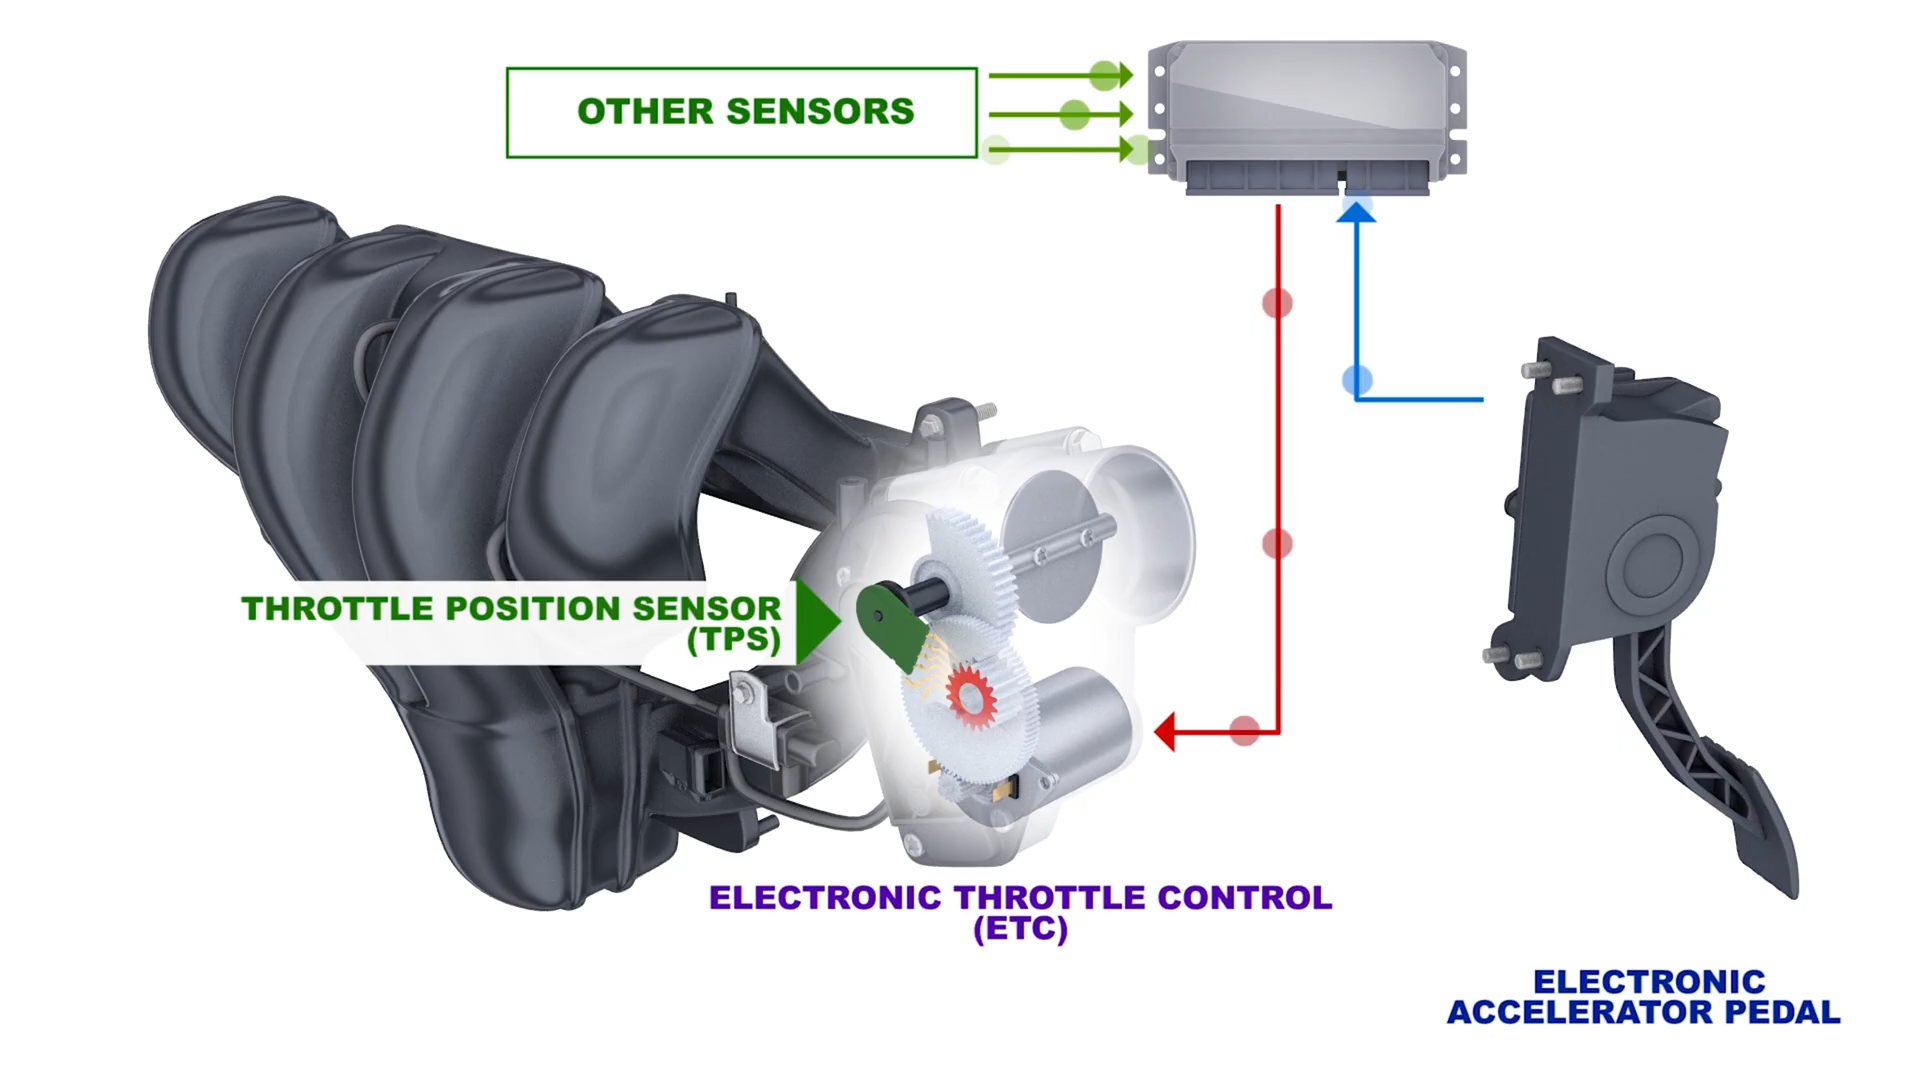 OTHER SENSORS
THROTTLE POSITION SENSOR
(TPS)
ELECTRONIC THROTTLE CONTROL
(ETC)
ELECTRONIC
ACCELERATOR PEDAL